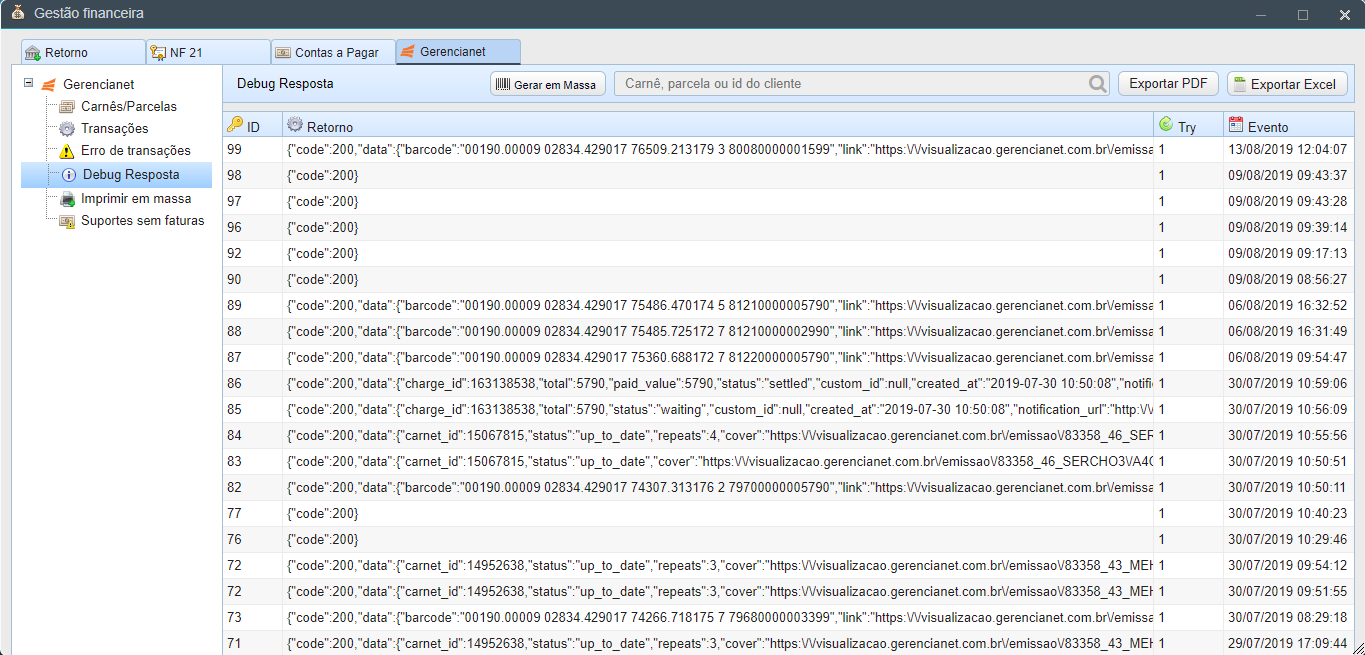 Gestão financeira
Retorno NF 21 Contas a Pagar Gerencianet
Gerencianet
Carnês/Parcelas
Transações
Erro de transações
Debug Resposta
Imprimir em massa
Suportes sem faturas
Debug Resposta Gerar em Massa Carnê, parcela ou id do cliente Exportar PDF Exportar Excel
ID Retorno Try Evento
99 {"code":200,"data":{"barcode":"00190.00009 02834.429017 76509.213179 3 80080000001599","link":"https:\/\/visualizacao.gerencianet.com.br\/emissa 1 13/08/2019 12:04:07
98 {"code":200} 1 09/08/2019 09:43:37
97 {"code":200} 1 09/08/2019 09:43:28
96 {"code":200} 1 09/08/2019 09:39:14
92 {"code":200} 1 09/08/2019 09:17:13
90 {"code":200} 1 09/08/2019 08:56:27
89 {"code":200,"data":{"barcode":"00190.00009 02834.429017 75486.470174 5 81210000005790","link":"https:\/\/visualizacao.gerencianet.com.br\/emissa 1 06/08/2019 16:32:52
88 {"code":200,"data":{"barcode":"00190.00009 02834.429017 75485.725172 7 81210000002990","link":"https:\/\/visualizacao.gerencianet.com.br\/emissa 1 06/08/2019 16:31:49
87 {"code":200,"data":{"barcode":"00190.00009 02834.429017 75360.688172 7 81220000005790","link":"https:\/\/visualizacao.gerencianet.com.br\/emissa 1 06/08/2019 09:54:47
86 {"code":200,"data":{"charge_id":163138538,"total":5790,"paid_value":5790,"status":"settled","custom_id":null,"created_at":"2019-07-30 10:50:08","notifi 1 30/07/2019 10:59:06
85 {"code":200,"data":{"charge_id":163138538,"total":5790,"status":"waiting","custom_id":null,"created_at":"2019-07-30 10:50:08","notification_url":"http:\/\/ 1 30/07/2019 10:56:09
84 {"code":200,"data":{"carnet_id":15067815,"status":"up_to_date","repeats":4,"cover":"https:\/\/visualizacao.gerencianet.com.br\/emissao\/83358_46_SER 1 30/07/2019 10:55:56
83 {"code":200,"data":{"carnet_id":15067815,"status":"up_to_date","cover":"https:\/\/visualizacao.gerencianet.com.br\/emissao\/83358_46_SERCHO3\/A4C 1 30/07/2019 10:50:51
82 {"code":200,"data":{"barcode":"00190.00009 02834.429017 74307.313176 2 79700000005790","link":"https:\/\/visualizacao.gerencianet.com.br\/emissa 1 30/07/2019 10:50:11
77 {"code":200} 1 30/07/2019 10:40:23
76 {"code":200} 1 30/07/2019 10:29:46
72 {"code":200,"data":{"carnet_id":14952638,"status":"up_to_date","repeats":3,"cover":"https:\/\/visualizacao.gerencianet.com.br\/emissao\/83358_43_MEH 1 30/07/2019 09:54:12
72 {"code":200,"data":{"carnet_id":14952638,"status":"up_to_date","repeats":3,"cover":"https:\/\/visualizacao.gerencianet.com.br\/emissao\/83358_43_MEH 1 30/07/2019 09:51:55
73 {"code":200,"data":{"barcode":"00190.00009 02834.429017 74266.718175 7 79680000003399","link":"https:\/\/visualizacao.gerencianet.com.br\/emissa 1 30/07/2019 08:29:18
71 {"code":200,"data":{"carnet_id":14952638,"status":"up_to_date","repeats":3,"cover":"https:\/\/visualizacao.gerencianet.com.br\/emissao\/83358_43_MEH 1 29/07/2019 17:09:44